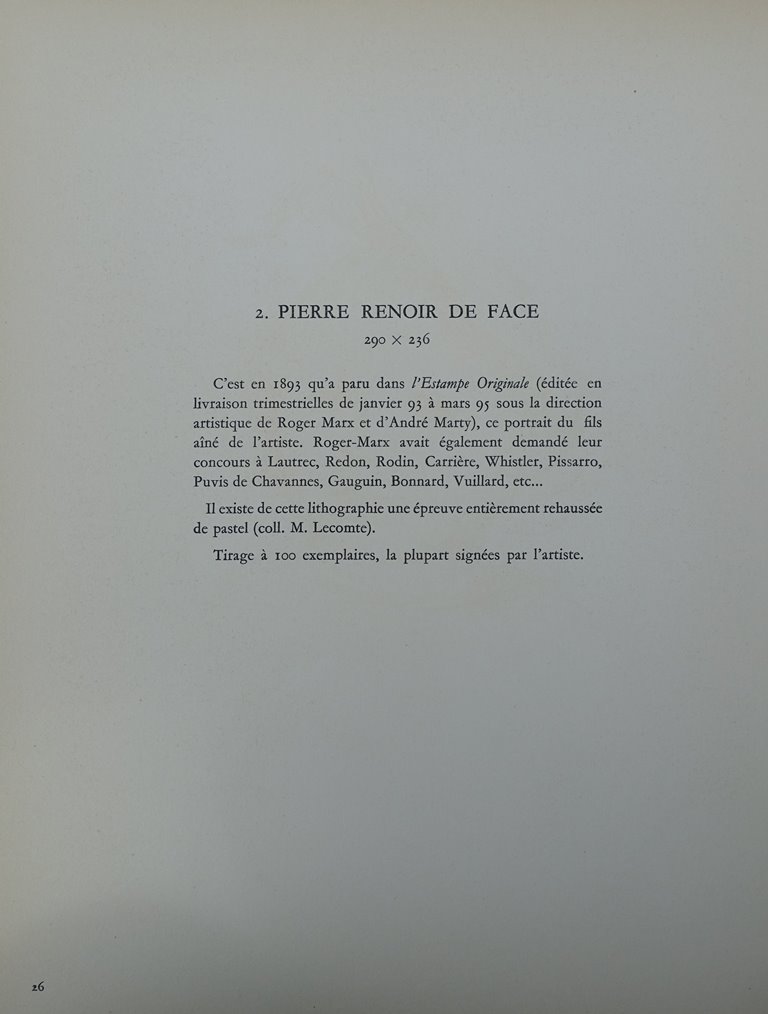 2. PIERRE RENOIR DE FACE
290 × 236
C'est en 1893 qu'a paru dans l'Estampe Originale (éditée en
livraison trimestrielles de janvier 93 à mars 95 sous la direction
artistique de Roger Marx et d'André Marty), ce portrait du fils
aîné de l'artiste. Roger-Marx avait également demandé leur
concours à Lautrec, Redon, Rodin, Carrière, Whistler, Pissarro,
Puvis de Chavannes, Gauguin, Bonnard, Vuillard, etc...
Il existe de cette lithographie une épreuve entièrement rehaussée
de pastel (coll. M. Lecomte).
Tirage à 100 exemplaires, la plupart signées par l'artiste.
26